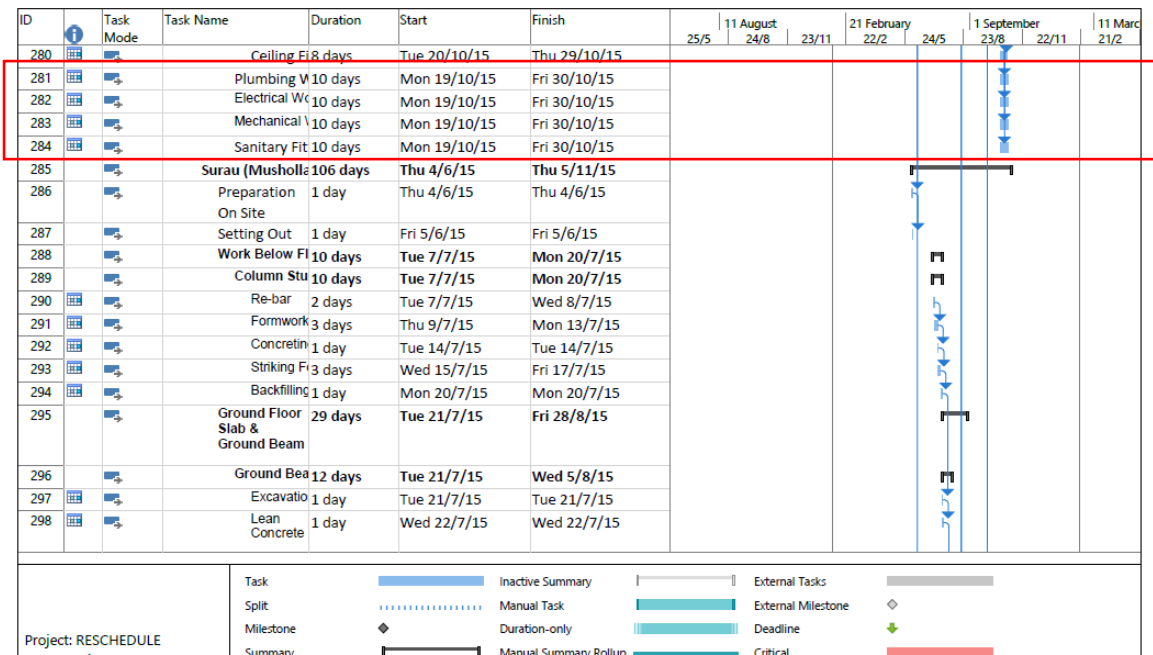 ID Task Mode Task Name Duration Start Finish
11 August 21 February 1 September 11 Marc
25/5 24/8 23/11 22/2 24/5 23/8 22/11 21/2
280 Ceiling Fi 8 days Tue 20/10/15 Thu 29/10/15
281 Plumbing W 10 days Mon 19/10/15 Fri 30/10/15
282 Electrical Wo 10 days Mon 19/10/15 Fri 30/10/15
283 Mechanical 10 days Mon 19/10/15 Fri 30/10/15
284 Sanitary Fit 10 days Mon 19/10/15 Fri 30/10/15
285 Surau (Musholla 106 days Thu 4/6/15 Thu 5/11/15
286 Preparation On Site 1 day Thu 4/6/15 Thu 4/6/15
287 Setting Out 1 day Fri 5/6/15 Fri 5/6/15
288 Work Below Fl 10 days Tue 7/7/15 Mon 20/7/15
289 Column Stu 10 days Tue 7/7/15 Mon 20/7/15
290 Re-bar 2 days Tue 7/7/15 Wed 8/7/15
291 Formwork 3 days Thu 9/7/15 Mon 13/7/15
292 Concretin 1 day Tue 14/7/15 Tue 14/7/15
293 Striking Fo 3 days Wed 15/7/15 Fri 17/7/15
294 Backfilling 1 day Mon 20/7/15 Mon 20/7/15
295 Ground Floor Slab & Ground Beam 29 days Tue 21/7/15 Fri 28/8/15
296 Ground Bea 12 days Tue 21/7/15 Wed 5/8/15
297 Excavatio 1 day Tue 21/7/15 Tue 21/7/15
298 Lean Concrete 1 day Wed 22/7/15 Wed 22/7/15
Task Inactive Summary External Tasks
Split Manual Task External Milestone
Milestone Duration-only Deadline
Project: RESCHEDULE
Summary Manual Summary Rollup Critical